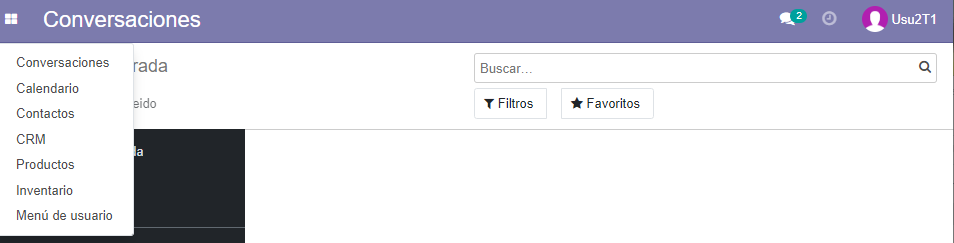 Conversaciones
2
Usu2T1
Conversaciones
rada
Buscar...
Calendario
eido
Filtros
Favoritos
Contactos
CRM
la
Productos
Inventario
Menú de usuario